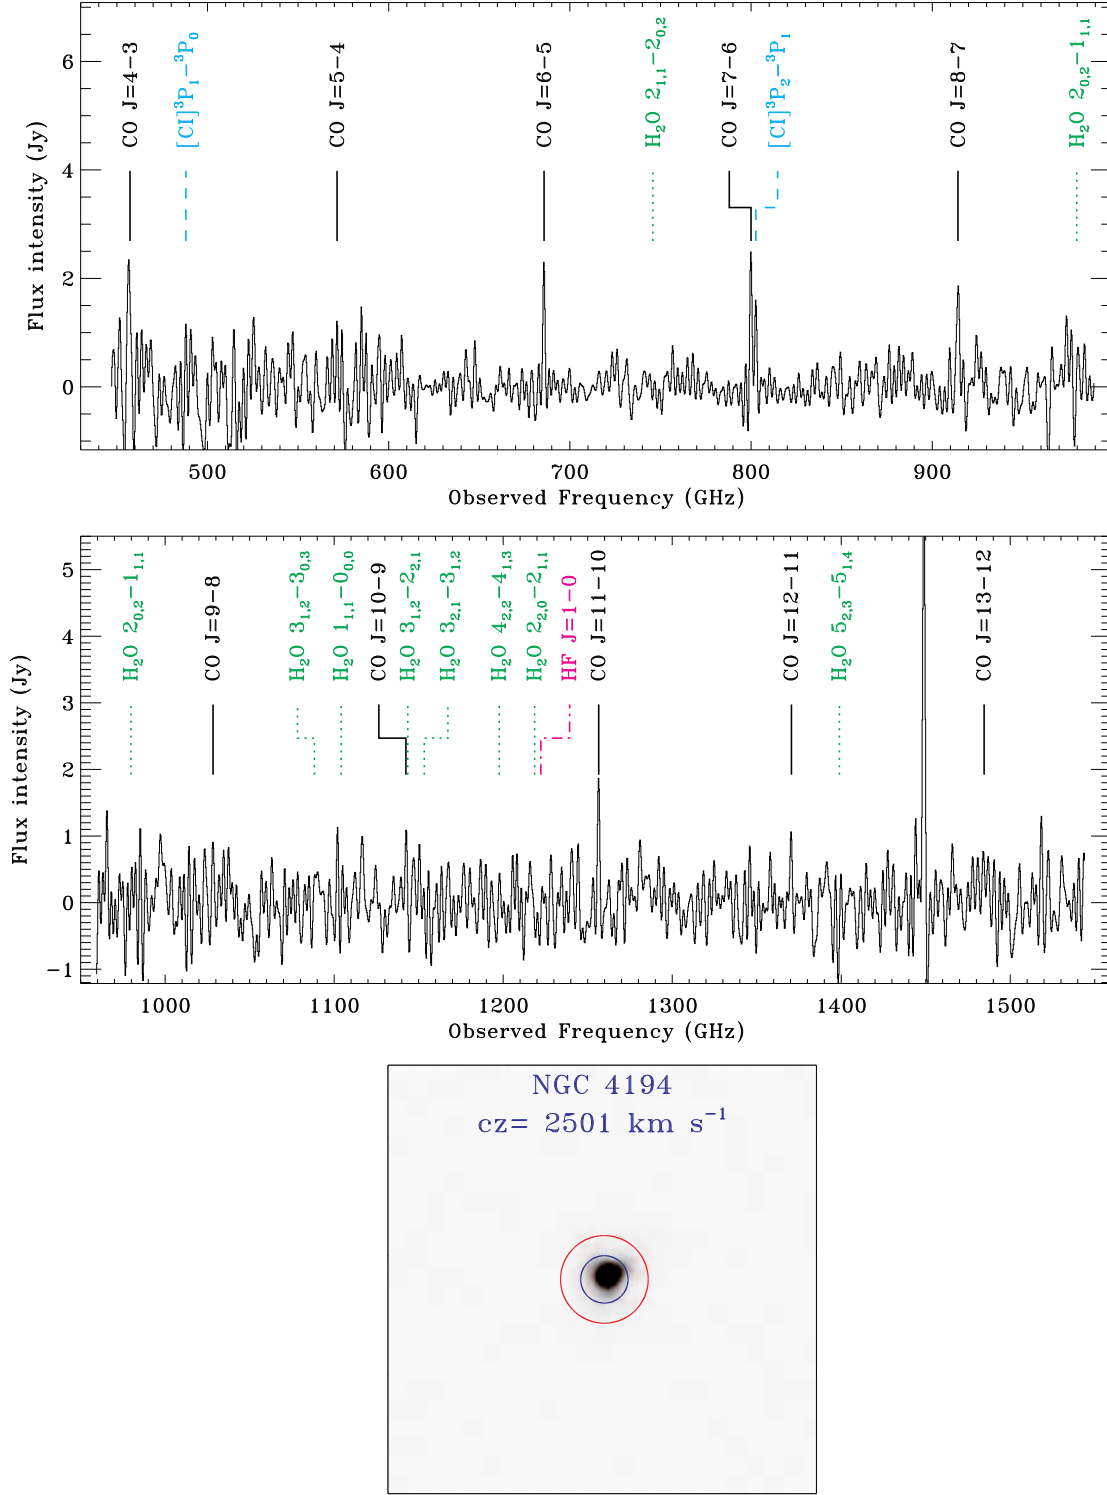 CO J=4−3
[CI]³P₁−³P₀
CO J=5−4
CO J=6−5
H₂O 2₁,₁−2₀,₂
CO J=7−6
[CI]³P₂−³P₁
CO J=8−7
H₂O 2₀,₂−1₁,₁
Flux intensity (Jy)
6
4
2
0
500 600 700 800 900
Observed Frequency (GHz)
H₂O 2₀,₂−1₁,₁
CO J=9−8
H₂O 3₁,₂−3₀,₃
H₂O 1₁,₁−0₀,₀
CO J=10−9
H₂O 3₁,₂−2₂,₁
H₂O 3₂,₁−3₁,₂
H₂O 4₂,₂−4₁,₃
H₂O 2₂,₀−2₁,₁
HF J=1−0
CO J=11−10
CO J=12−11
H₂O 5₂,₃−5₁,₄
CO J=13−12
Flux intensity (Jy)
5
4
3
2
1
0
−1
1000 1100 1200 1300 1400 1500
Observed Frequency (GHz)
NGC 4194
cz= 2501 km s⁻¹